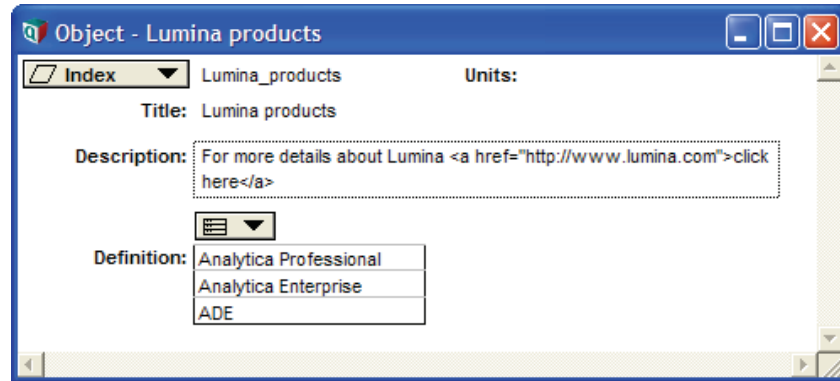 Object - Lumina products
Index Lumina_products Units:
Title: Lumina products
Description: For more details about Lumina <a href="http://www.lumina.com">click
here</a>
Definition: Analytica Professional
Analytica Enterprise
ADE